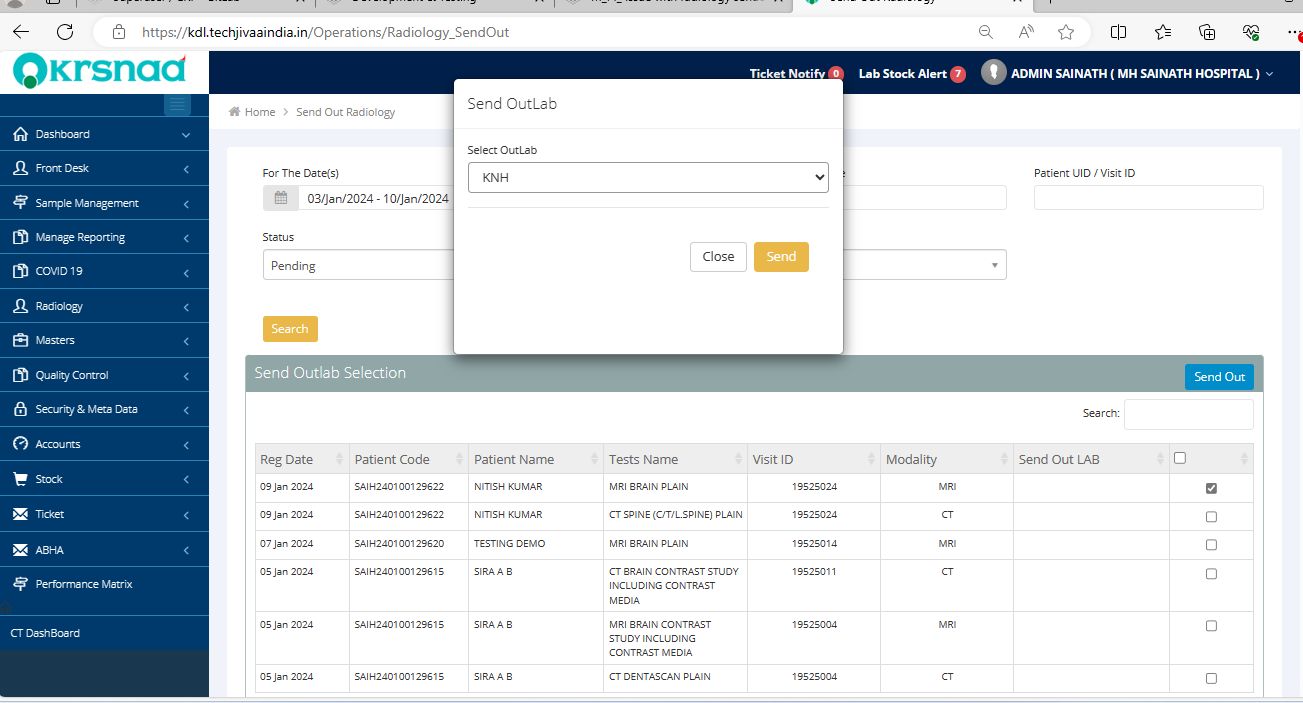 https://kdl.techjivaaindia.in/Operations/Radiology_SendOut
krsnaa
Ticket Notify 0 Lab Stock Alert 7 ADMIN SAINATH ( MH SAINATH HOSPITAL )
Home > Send Out Radiology
Dashboard
Front Desk
Sample Management
Manage Reporting
COVID 19
Radiology
Masters
Quality Control
Security & Meta Data
Accounts
Stock
Ticket
ABHA
Performance Matrix
CT DashBoard
Send OutLab
Select OutLab
KNH
Close Send
For The Date(s)
03/Jan/2024 - 10/Jan/2024
Patient UID / Visit ID
Status
Pending
Search
Send Outlab Selection
Send Out
Search:
Reg Date Patient Code Patient Name Tests Name Visit ID Modality Send Out LAB
09 Jan 2024 SAIH240100129622 NITISH KUMAR MRI BRAIN PLAIN 19525024 MRI
09 Jan 2024 SAIH240100129622 NITISH KUMAR CT SPINE (C/T/L.SPINE) PLAIN 19525024 CT
07 Jan 2024 SAIH240100129620 TESTING DEMO MRI BRAIN PLAIN 19525014 MRI
05 Jan 2024 SAIH240100129615 SIRA A B CT BRAIN CONTRAST STUDY 19525011 CT
INCLUDING CONTRAST
MEDIA
05 Jan 2024 SAIH240100129615 SIRA A B MRI BRAIN CONTRAST 19525004 MRI
STUDY INCLUDING
CONTRAST MEDIA
05 Jan 2024 SAIH240100129615 SIRA A B CT DENTASCAN PLAIN 19525004 CT